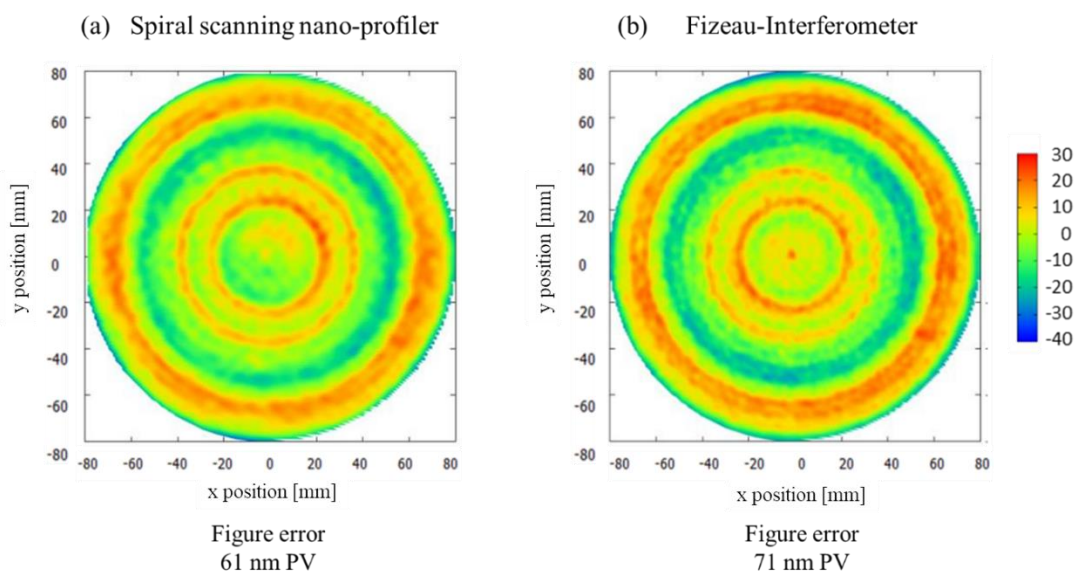 (a) Spiral scanning nano-profiler
(b) Fizeau-Interferometer
80
60
40
20
0
-20
-40
-60
-80
y position [mm]
-80 -60 -40 -20 0 20 40 60 80
x position [mm]
Figure error
61 nm PV
80
60
40
20
0
-20
-40
-60
-80
y position [mm]
-80 -60 -40 -20 0 20 40 60 80
x position [mm]
Figure error
71 nm PV
30
20
10
0
-10
-20
-30
-40